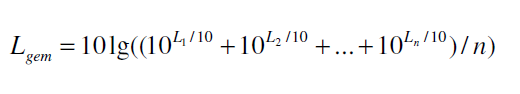 L_gem = 10lg((10^{L_1/10} + 10^{L_2/10} + ... + 10^{L_n/10})/n)